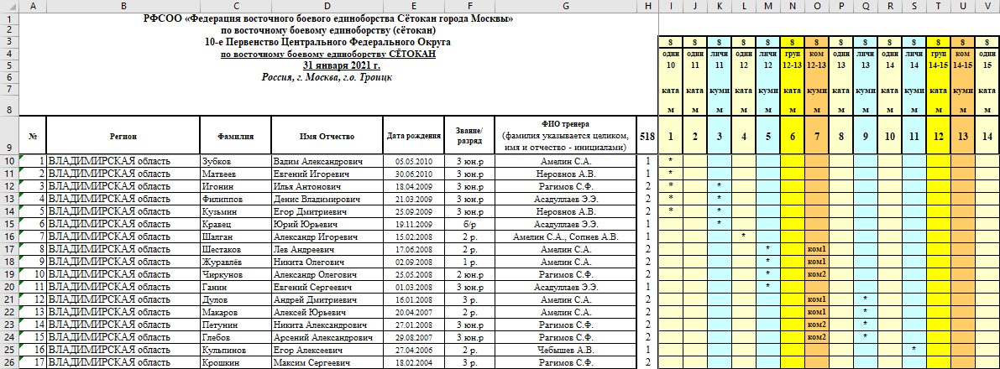 A B C D E F G H I J K L M N O P Q R S T U V
1 РФСОО «Федерация восточного боевого единоборства Сётокан города Москвы»
2 по восточному боевому единоборству (сётокан) 8 8 8 8 8 8 8 8 8 8 8 8 8 8
3 10-е Первенство Центрального Федерального Округа
4 по восточному боевому единоборству СЁТОКАН один один личн один личн груп ком один личн один личн груп ком один
5 31 января 2021 г. 10 11 11 12 12 12-13 12-13 13 13 14 14 14-15 14-15 15
6 Россия, г. Москва, г.о. Троицк
7 ката ката куми ката куми ката куми ката куми ката куми ката куми ката
8 м м м м м м м м м м м м м м
9 № Регион Фамилия Имя Отчество Дата рождения Звание/ разряд ФИО тренера (фамилия указывается целиком, имя и отчество - инициалами) 518 1 2 3 4 5 6 7 8 9 10 11 12 13 14
10 1 ВЛАДИМИРСКАЯ область Зубков Вадим Александрович 05.05.2010 3 юн.р Амелин С.А. 1 *
11 2 ВЛАДИМИРСКАЯ область Матвеев Евгений Игоревич 30.06.2010 3 юн.р Неровнов А.В. 1 *
12 3 ВЛАДИМИРСКАЯ область Игонин Илья Антонович 18.04.2009 3 юн.р Рагимов С.Ф. 2 * *
13 4 ВЛАДИМИРСКАЯ область Филиппов Денис Владимирович 21.03.2009 3 юн.р Асадуллаев Э.Э. 2 * *
14 5 ВЛАДИМИРСКАЯ область Кузьмин Егор Дмитриевич 25.09.2009 3 юн.р Неровнов А.В. 2 * *
15 6 ВЛАДИМИРСКАЯ область Кравец Юрий Юрьевич 19.11.2009 б/р Асадуллаев Э.Э. 1 *
16 7 ВЛАДИМИРСКАЯ область Шалган Александр Игоревич 15.02.2008 2 р. Амелин С.А., Сопнев А.В. 1 *
17 8 ВЛАДИМИРСКАЯ область Шестаков Лев Андреевич 17.06.2008 2 р. Амелин С.А. 2 * ком1
18 9 ВЛАДИМИРСКАЯ область Журавлёв Никита Олегович 02.09.2008 1 р. Амелин С.А. 2 * ком1
19 10 ВЛАДИМИРСКАЯ область Чиркунов Александр Олегович 25.05.2008 2 юн.р Рагимов С.Ф. 2 * ком2
20 11 ВЛАДИМИРСКАЯ область Ганин Евгений Сергеевич 01.03.2008 3 юн.р Асадуллаев Э.Э. 1 *
21 12 ВЛАДИМИРСКАЯ область Дулов Андрей Дмитриевич 16.01.2008 3 р. Амелин С.А. 2 ком1 *
22 13 ВЛАДИМИРСКАЯ область Макаров Алексей Юрьевич 20.04.2007 2 р. Амелин С.А. 2 ком1 *
23 14 ВЛАДИМИРСКАЯ область Петунин Никита Александрович 27.01.2008 3 юн.р Рагимов С.Ф. 2 ком2 *
24 15 ВЛАДИМИРСКАЯ область Глебов Арсений Александрович 29.08.2007 3 юн.р Рагимов С.Ф. 2 ком2 *
25 16 ВЛАДИМИРСКАЯ область Кульпинов Егор Алексеевич 27.04.2006 2 р. Чебышев А.В. 1 *
26 17 ВЛАДИМИРСКАЯ область Крошкин Максим Сергеевич 18.02.2004 3 р. Рагимов С.Ф. 2